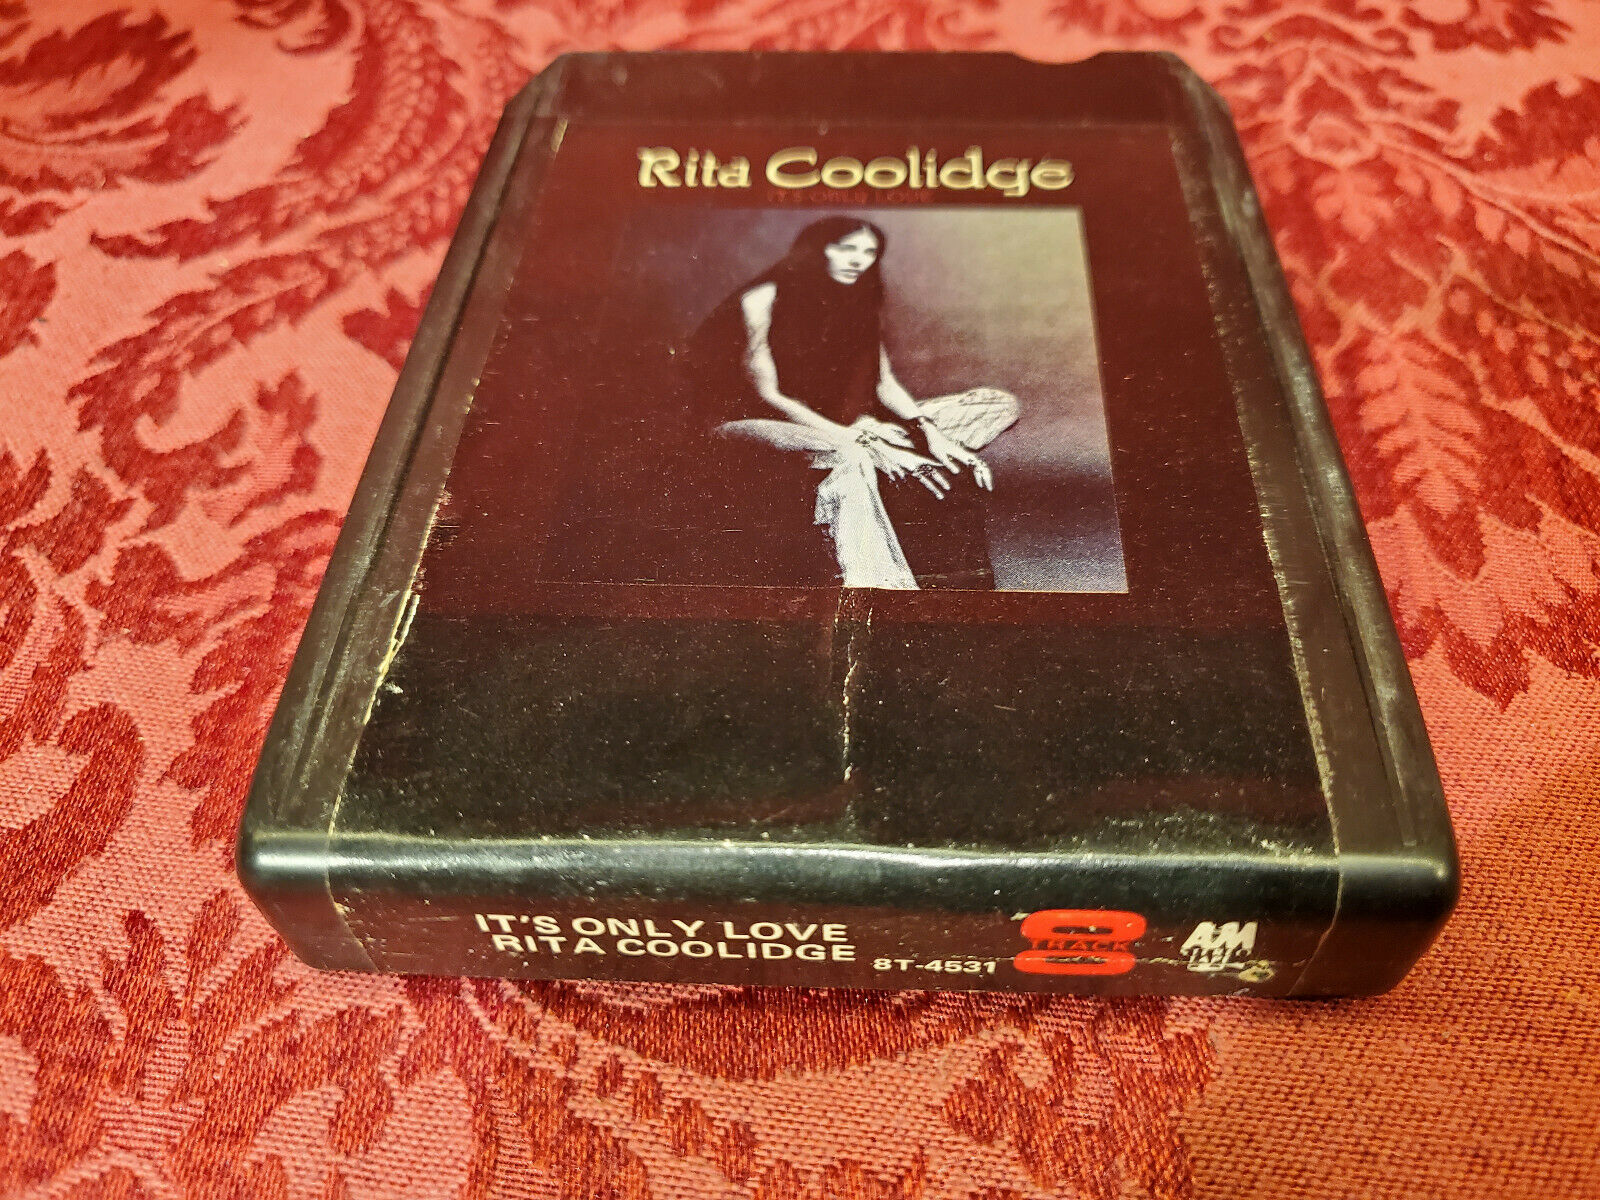 Rita Coolidge
IT'S ONLY LOVE
IT'S ONLY LOVE
RITA COOLIDGE
8T-4531
8 TRACK
A&M